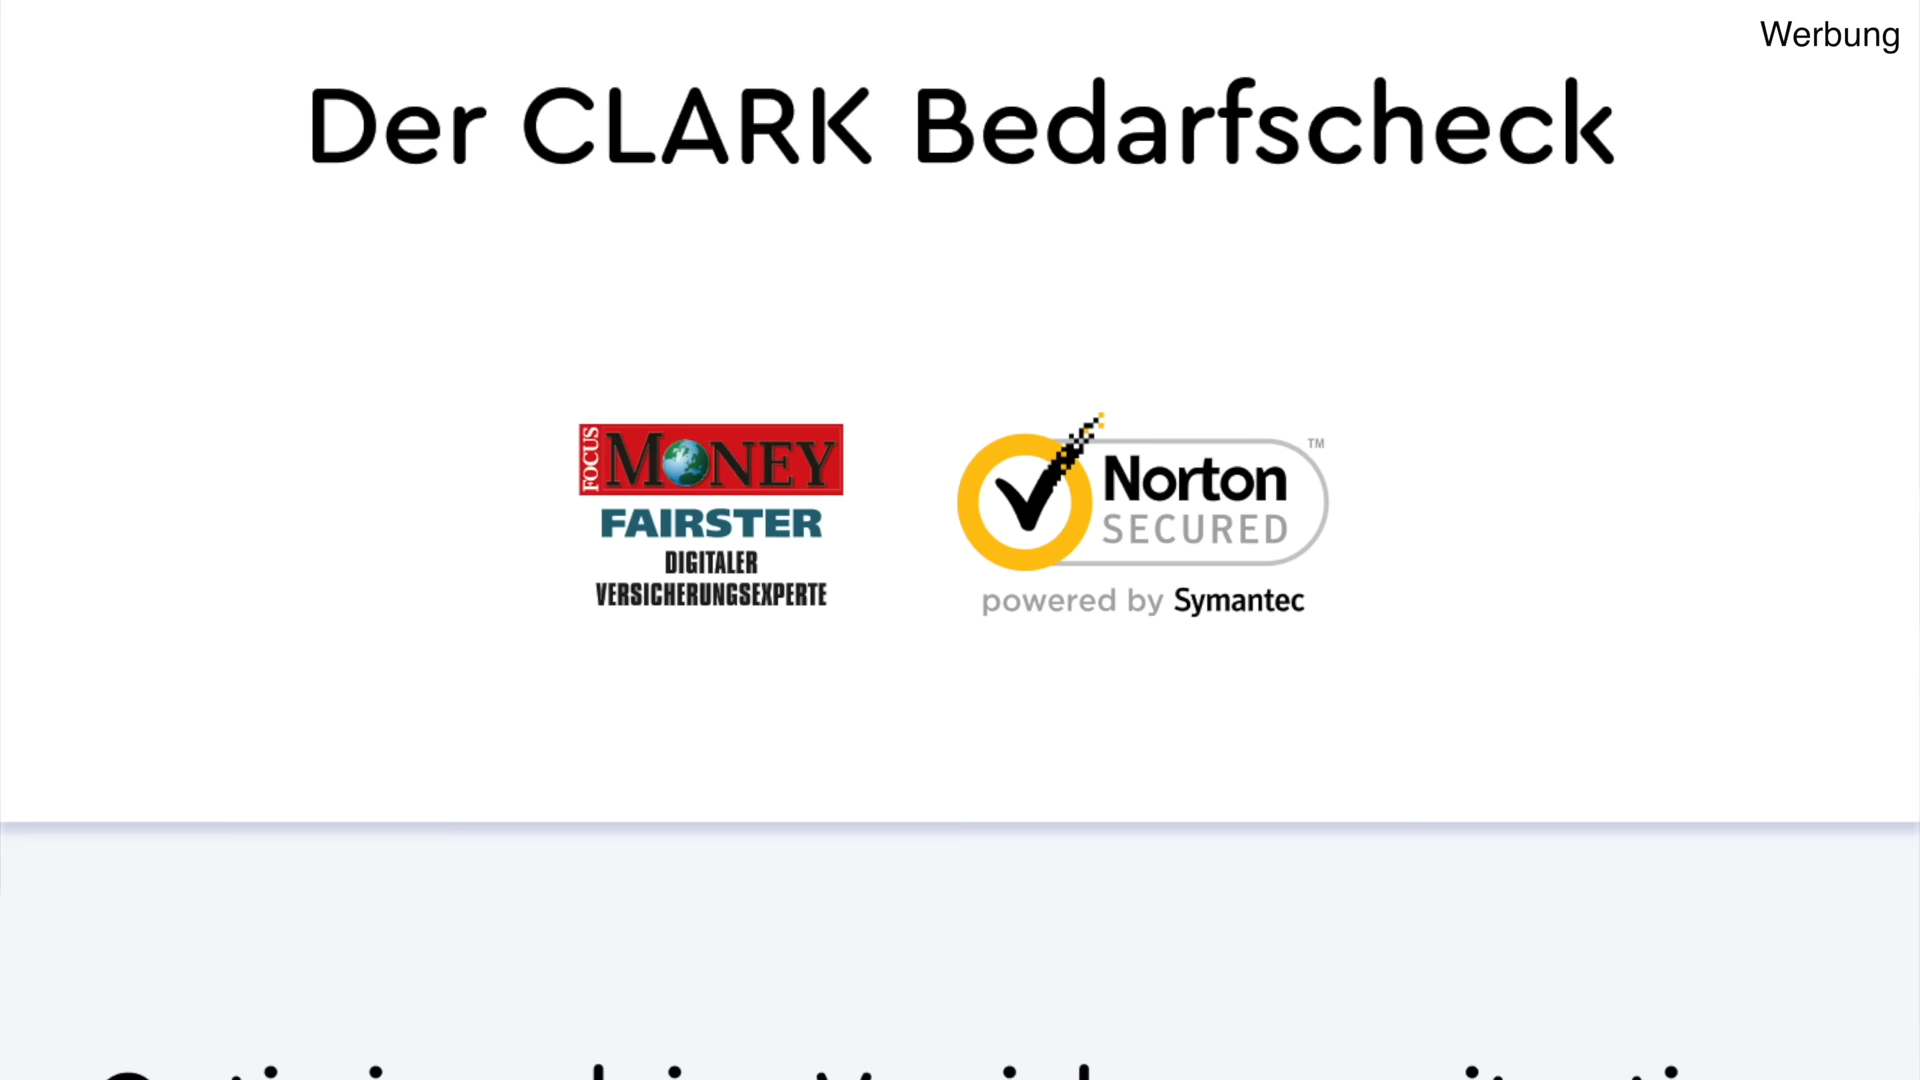 Werbung
Der CLARK Bedarfscheck
FOCUS MONEY
FAIRSTER
DIGITALER
VERSICHERUNGSEXPERTE
Norton
SECURED
TM
powered by Symantec